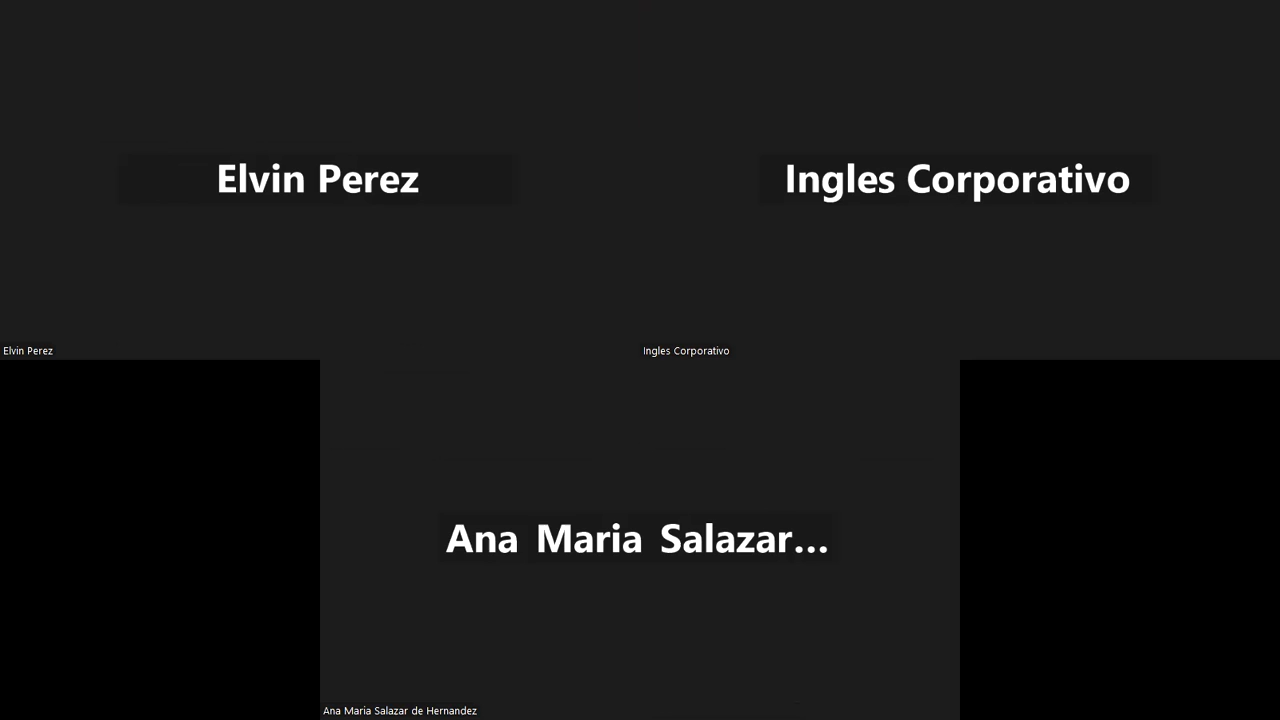 Elvin Perez
Ingles Corporativo
Elvin Perez
Ingles Corporativo
Ana Maria Salazar...
Ana Maria Salazar de Hernandez